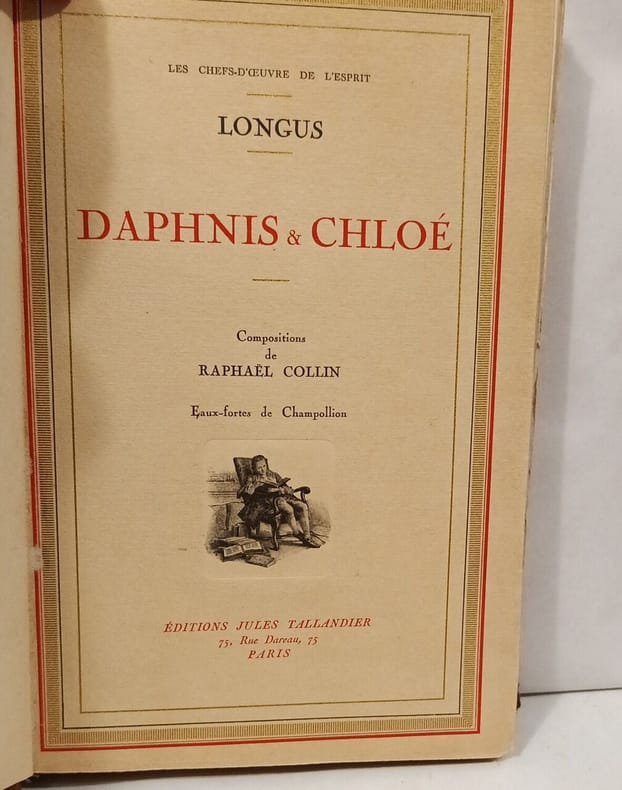 LES CHEFS-D'ŒUVRE DE L'ESPRIT
LONGUS
DAPHNIS & CHLOÉ
Compositions
de
RAPHAËL COLLIN
Eaux-fortes de Champollion
ÉDITIONS JULES TALLANDIER
75, Rue Dareau, 75
PARIS